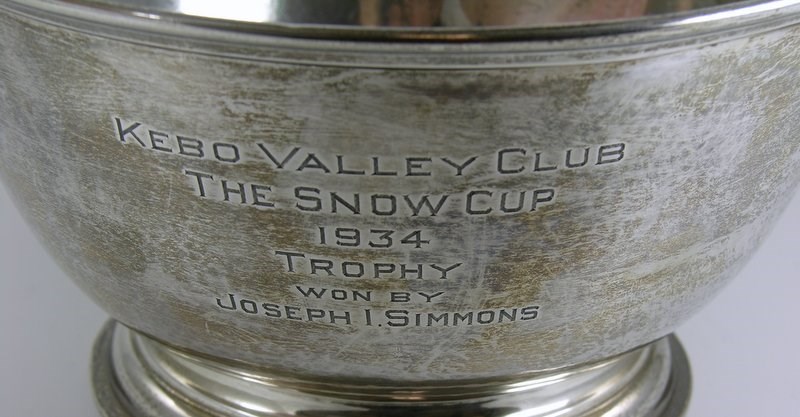 KEBO VALLEY CLUB
THE SNOW CUP
1934
TROPHY
WON BY
JOSEPH I. SIMMONS